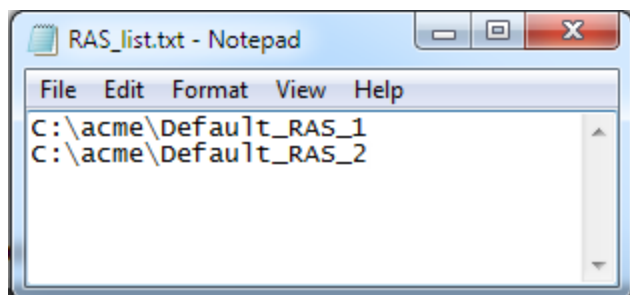 RAS_list.txt - Notepad
File Edit Format View Help
C:\acme\Default_RAS_1
C:\acme\Default_RAS_2